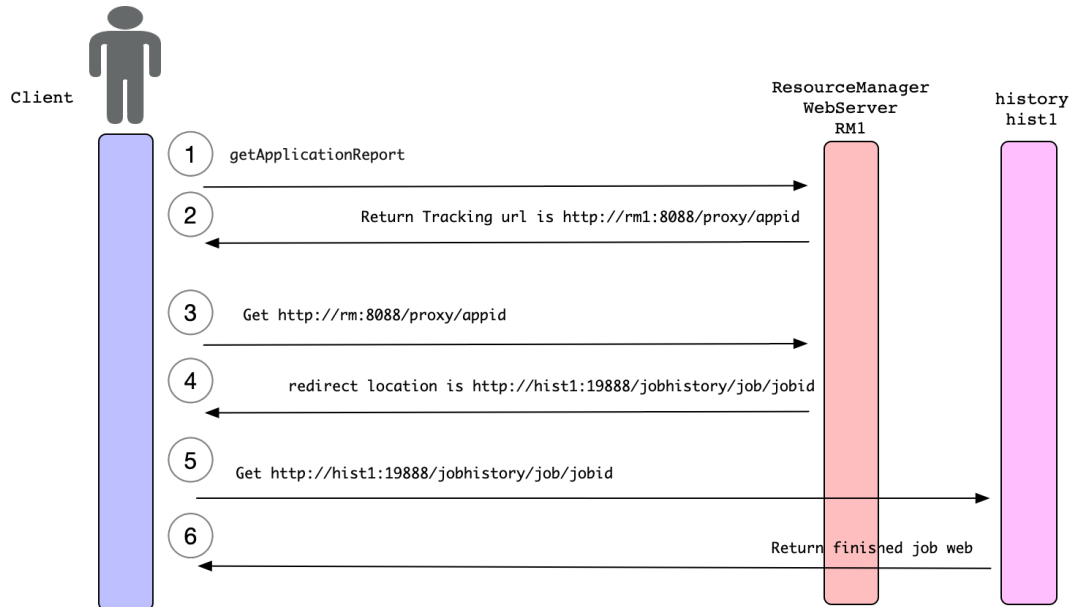 Client
ResourceManager
WebServer
RM1
history
hist1
1
getApplicationReport
2
Return Tracking url is http://rm1:8088/proxy/appid
3
Get http://rm:8088/proxy/appid
4
redirect location is http://hist1:19888/jobhistory/job/jobid
5
Get http://hist1:19888/jobhistory/job/jobid
6
Return finished job web